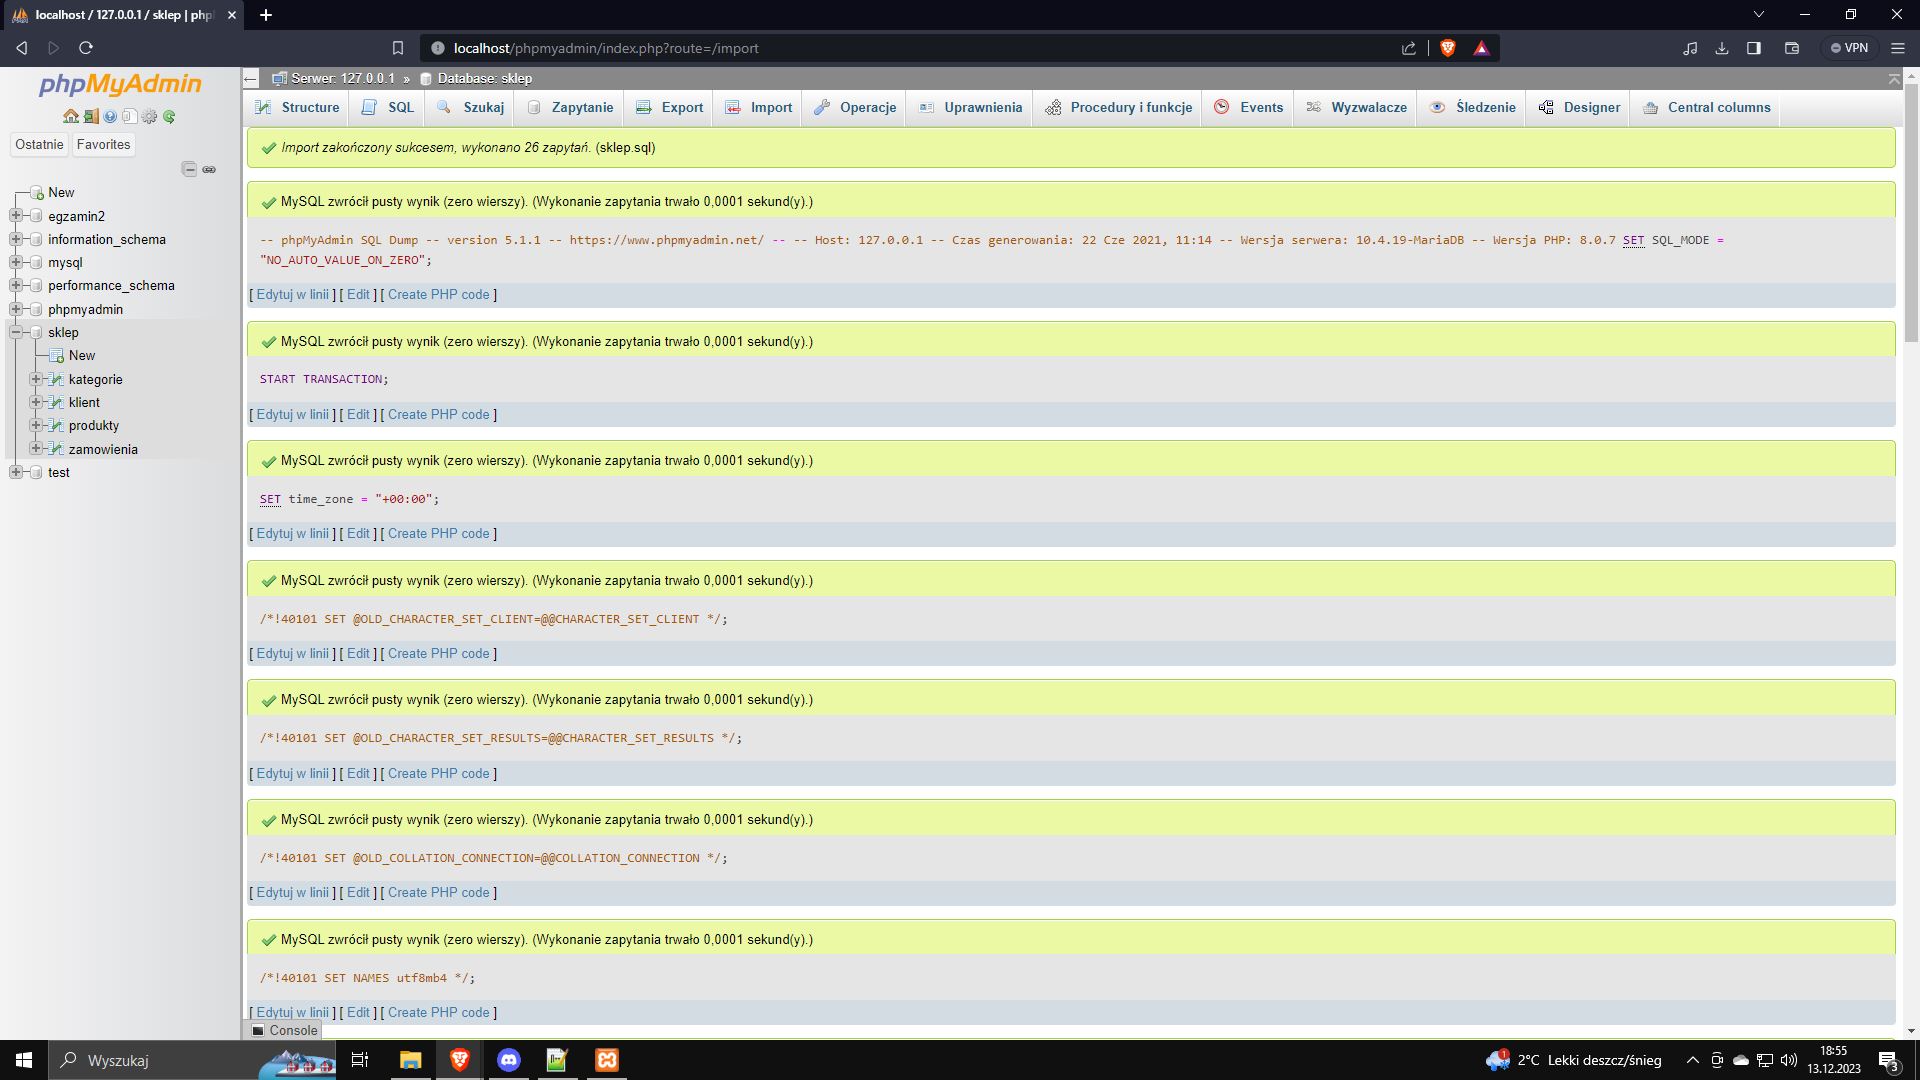 localhost / 127.0.0.1 / sklep | php
localhost/phpmyadmin/index.php?route=/import
VPN
phpMyAdmin
Ostatnie
Favorites
New
egzamin2
information_schema
mysql
performance_schema
phpmyadmin
sklep
New
kategorie
klient
produkty
zamowienia
test
Serwer: 127.0.0.1 » Database: sklep
Structure SQL Szukaj Zapytanie Export Import Operacje Uprawnienia Procedury i funkcje Events Wyzwalacze Śledzenie Designer Central columns
Import zakończony sukcesem, wykonano 26 zapytań. (sklep.sql)
MySQL zwrócił pusty wynik (zero wierszy). (Wykonanie zapytania trwało 0,0001 sekund(y).)
-- phpMyAdmin SQL Dump -- version 5.1.1 -- https://www.phpmyadmin.net/ -- -- Host: 127.0.0.1 -- Czas generowania: 22 Cze 2021, 11:14 -- Wersja serwera: 10.4.19-MariaDB -- Wersja PHP: 8.0.7 SET SQL_MODE =
"NO_AUTO_VALUE_ON_ZERO";
[ Edytuj w linii ] [ Edit ] [ Create PHP code ]
MySQL zwrócił pusty wynik (zero wierszy). (Wykonanie zapytania trwało 0,0001 sekund(y).)
START TRANSACTION;
[ Edytuj w linii ] [ Edit ] [ Create PHP code ]
MySQL zwrócił pusty wynik (zero wierszy). (Wykonanie zapytania trwało 0,0001 sekund(y).)
SET time_zone = "+00:00";
[ Edytuj w linii ] [ Edit ] [ Create PHP code ]
MySQL zwrócił pusty wynik (zero wierszy). (Wykonanie zapytania trwało 0,0001 sekund(y).)
/*!40101 SET @OLD_CHARACTER_SET_CLIENT=@@CHARACTER_SET_CLIENT */;
[ Edytuj w linii ] [ Edit ] [ Create PHP code ]
MySQL zwrócił pusty wynik (zero wierszy). (Wykonanie zapytania trwało 0,0001 sekund(y).)
/*!40101 SET @OLD_CHARACTER_SET_RESULTS=@@CHARACTER_SET_RESULTS */;
[ Edytuj w linii ] [ Edit ] [ Create PHP code ]
MySQL zwrócił pusty wynik (zero wierszy). (Wykonanie zapytania trwało 0,0001 sekund(y).)
/*!40101 SET @OLD_COLLATION_CONNECTION=@@COLLATION_CONNECTION */;
[ Edytuj w linii ] [ Edit ] [ Create PHP code ]
MySQL zwrócił pusty wynik (zero wierszy). (Wykonanie zapytania trwało 0,0001 sekund(y).)
/*!40101 SET NAMES utf8mb4 */;
[ Edytuj w linii ] [ Edit ] [ Create PHP code ]
Console
Wyszukaj
1
2°C Lekki deszcz/śnieg
18:55
13.12.2023
3